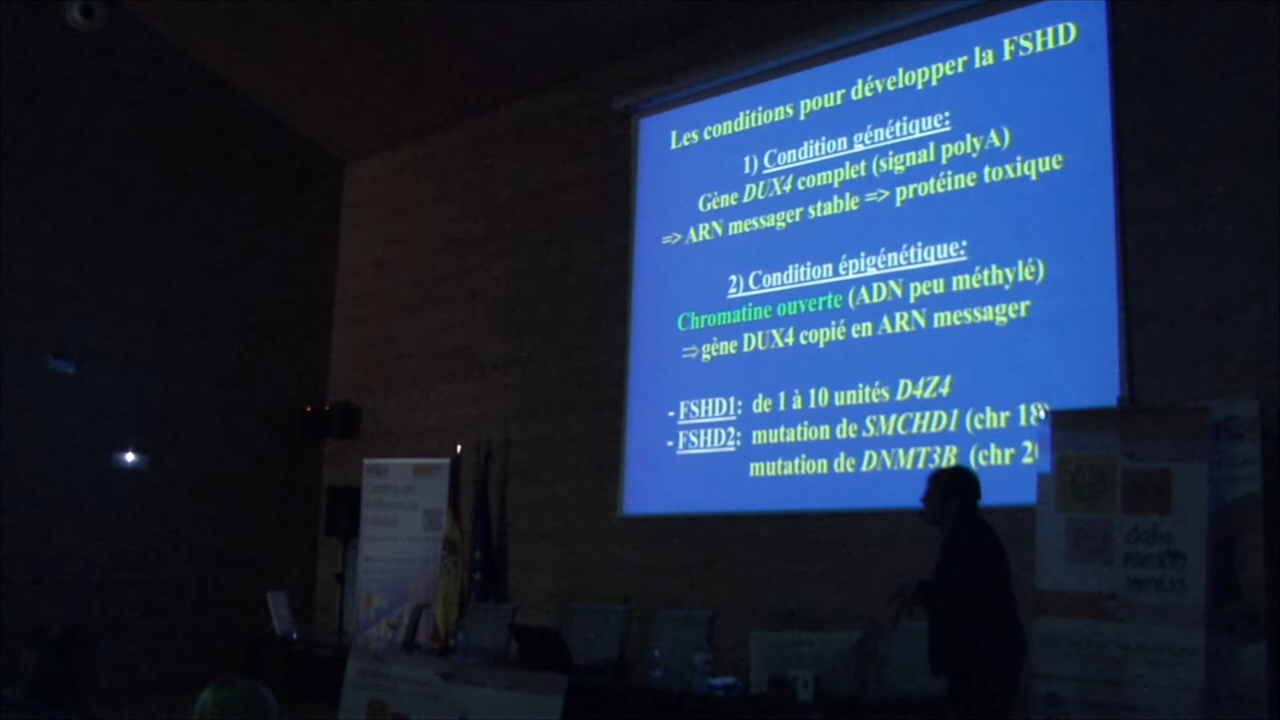 Les conditions pour développer la FSHD
1) Condition génétique:
Gène DUX4 complet (signal polyA)
=> ARN messager stable => protéine toxique
2) Condition épigénétique:
Chromatine ouverte (ADN peu méthylé)
⇒gène DUX4 copié en ARN messager
- FSHD1: de 1 à 10 unités D4Z4
- FSHD2: mutation de SMCHD1 (chr 18)
mutation de DNMT3B (chr 2
Centro de